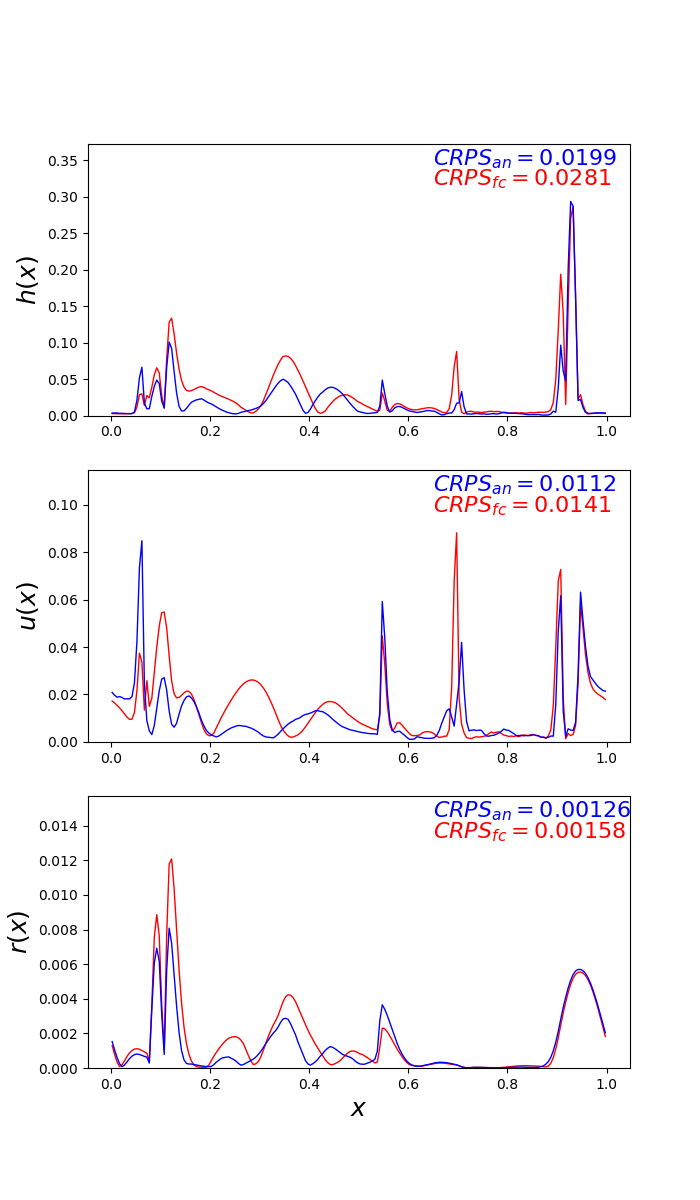 CRPS_an = 0.0199
CRPS_fc = 0.0281
h(x)
0.35
0.30
0.25
0.20
0.15
0.10
0.05
0.00
0.0 0.2 0.4 0.6 0.8 1.0
CRPS_an = 0.0112
CRPS_fc = 0.0141
u(x)
0.10
0.08
0.06
0.04
0.02
0.00
0.0 0.2 0.4 0.6 0.8 1.0
CRPS_an = 0.00126
CRPS_fc = 0.00158
r(x)
0.014
0.012
0.010
0.008
0.006
0.004
0.002
0.000
0.0 0.2 0.4 0.6 0.8 1.0
x